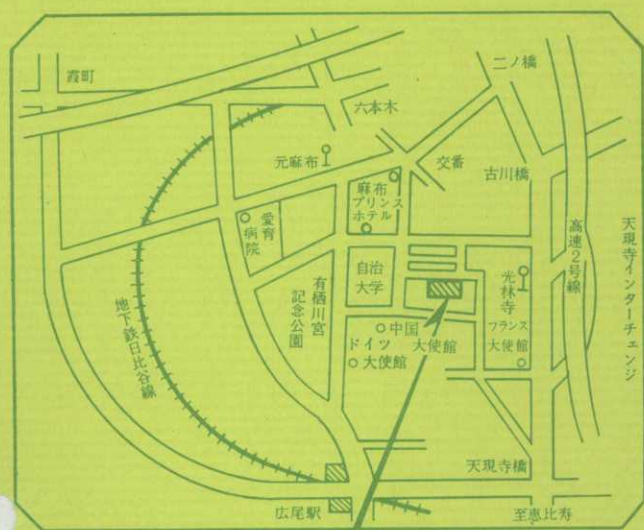 二ノ橋
霞町
六本木
元麻布
交番
古川橋
麻布
プリンス
ホテル
愛育
病院
高速2号線
天現寺インターチェンジ
自治
大学
光林寺
有栖川宮
記念公園
地下鉄日比谷線
中国
大使館
ドイツ
大使館
フランス
大使館
天現寺橋
広尾駅
至恵比寿